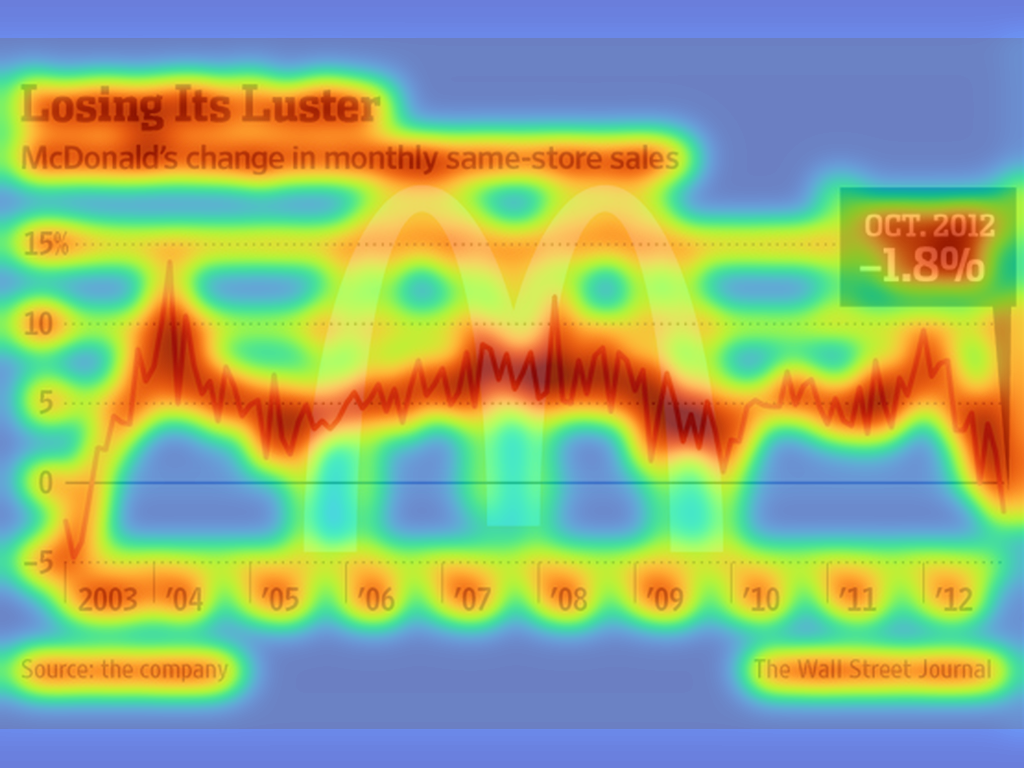 Losing Its Luster
McDonald's change in monthly same-store sales
15%
OCT. 2012
–1.8%
10
5
0
–5
2003 '04 '05 '06 '07 '08 '09 '10 '11 '12
Source: the company
The Wall Street Journal